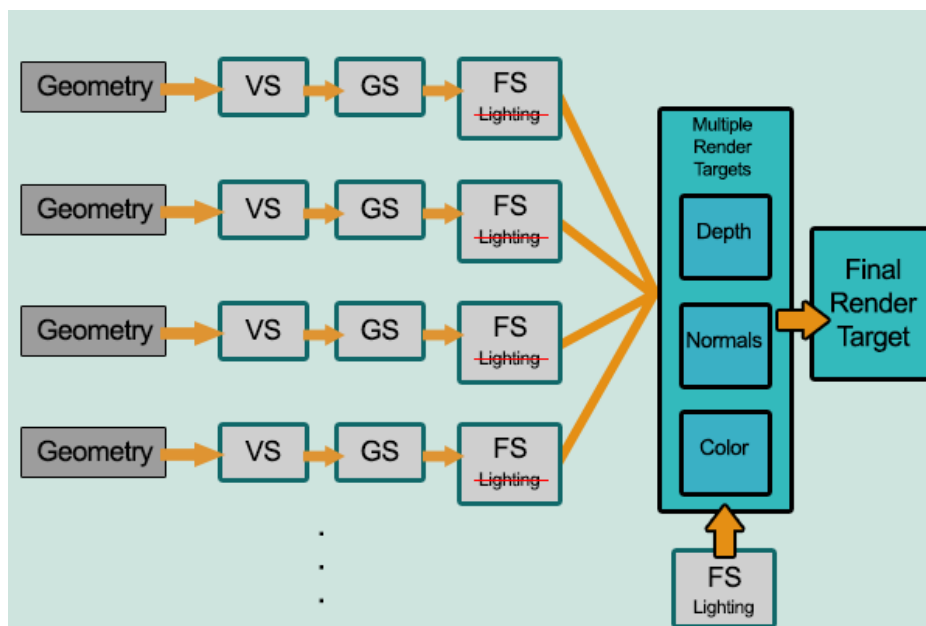 Geometry
VS
GS
FS
Lighting
Geometry
VS
GS
FS
Lighting
Geometry
VS
GS
FS
Lighting
Geometry
VS
GS
FS
Lighting
.
.
.
Multiple
Render
Targets
Depth
Normals
Color
FS
Lighting
Final
Render
Target